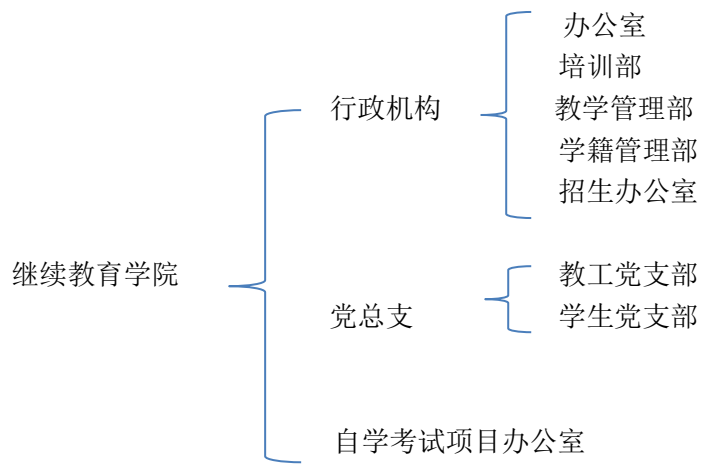 办公室
培训部
行政机构
教学管理部
学籍管理部
招生办公室
继续教育学院
教工党支部
党总支
学生党支部
自学考试项目办公室